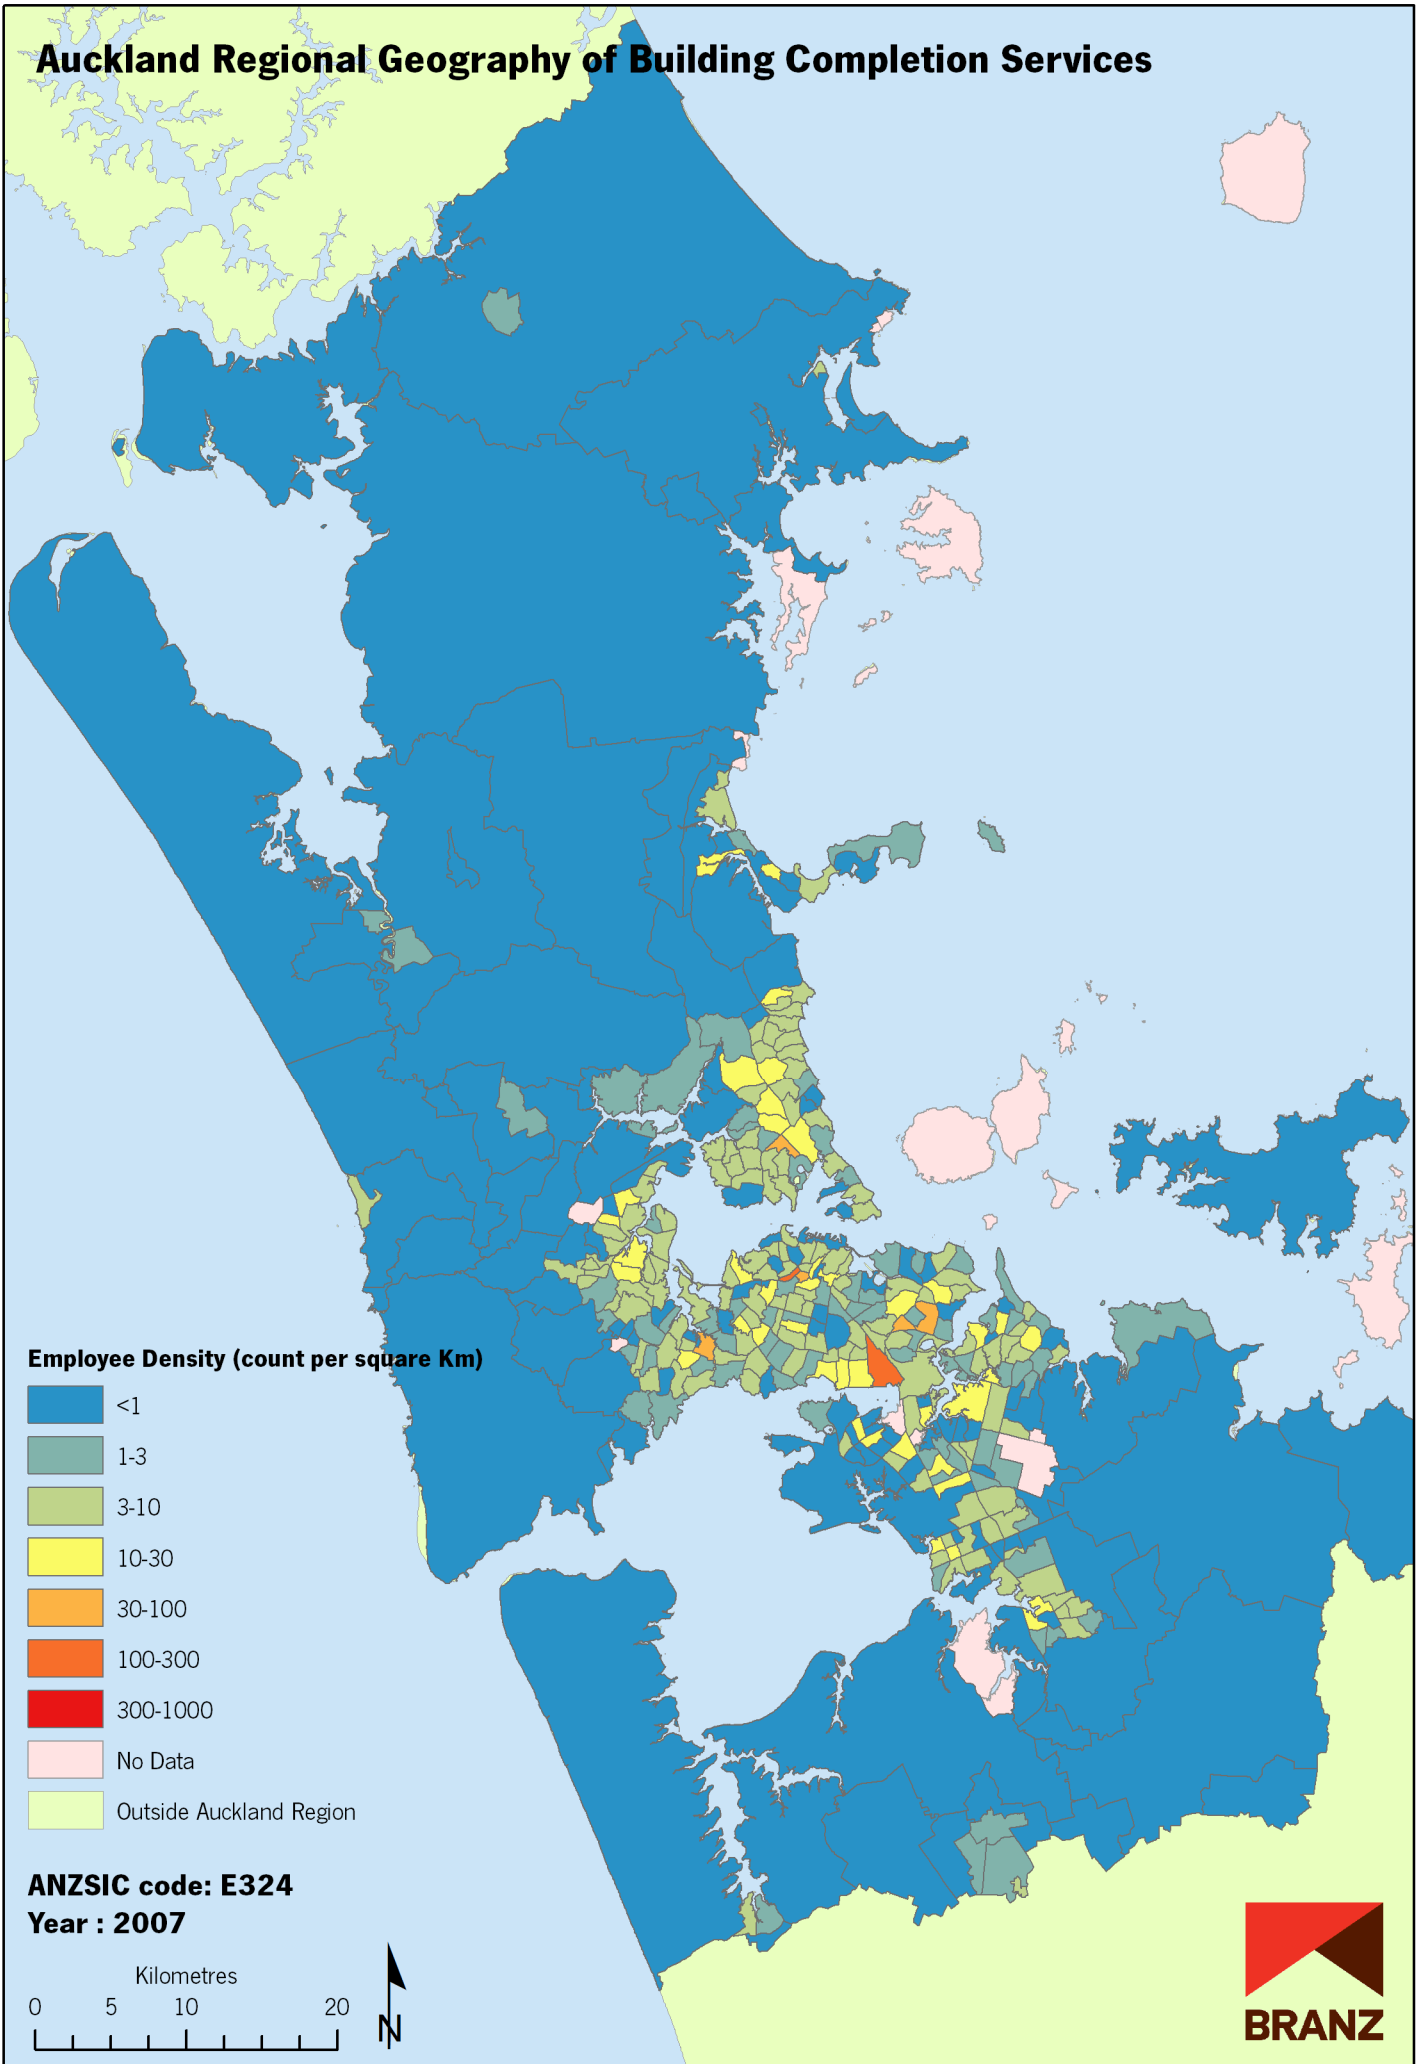 Auckland Regional Geography of Building Completion Services
Employee Density (count per square Km)
<1
1-3
3-10
10-30
30-100
100-300
300-1000
No Data
Outside Auckland Region
ANZSIC code: E324
Year : 2007
Kilometres
0 5 10 20
N
BRANZ